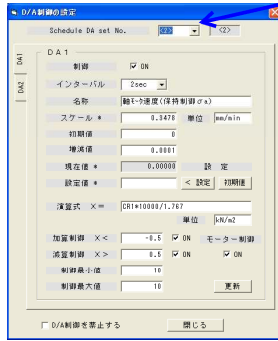 D/A制御の設定
Schedule DA set No. <2> <2>
DA1
DA2
DA1
制御 ON
インターバル 2sec
名称 軸モータ速度(保持制御σa)
スケール * 0.3478 単位 mm/min
初期値 0
増減値 0.0001
現在値 * 0.00000 設 定
設定値 * < 設定 初期値
演算式 X= CR1*10000/1.767
単位 kN/m2
加算制御 X < -0.5 ON モーター制御
減算制御 X > 0.5 ON ON
制御最小値 10
制御最大値 10 更新
D/A制御を禁止する 閉じる